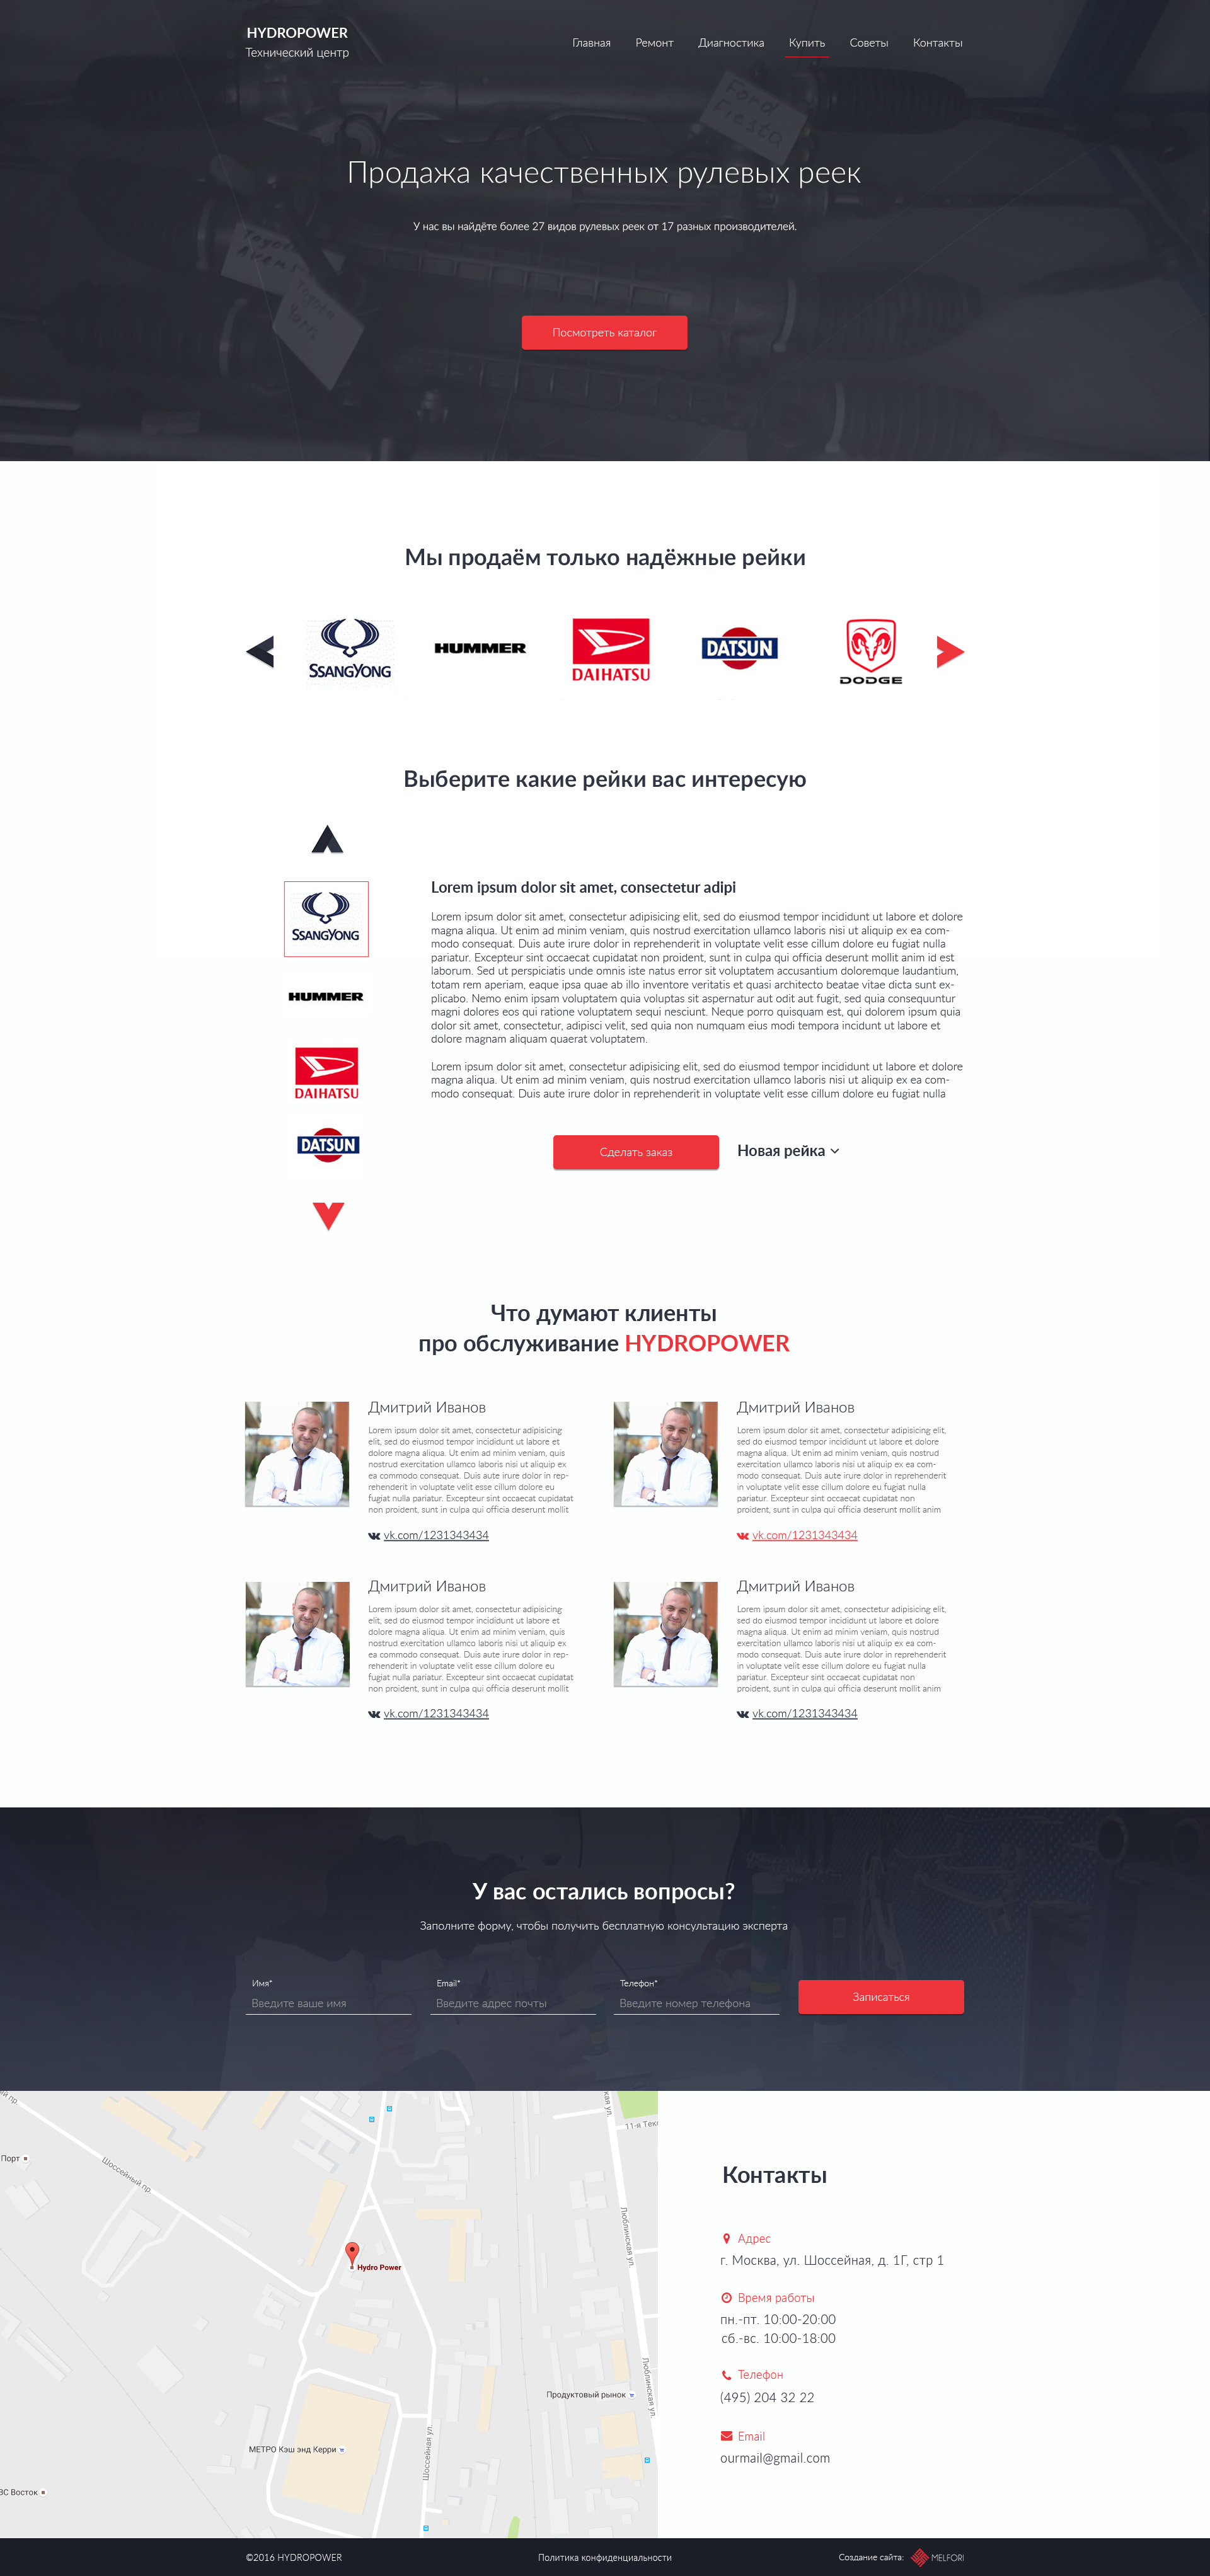 HYDROPOWER
Технический центр
Главная Ремонт Диагностика Купить Советы Контакты
Ford
Fiesta
Продажа качественных рулевых реек
У нас вы найдёте более 27 видов рулевых реек от 17 разных производителей.
Посмотреть каталог
Мы продаём только надёжные рейки
SSANGYONG
HUMMER
DAIHATSU
DATSUN
DODGE
Выберите какие рейки вас интересую
SSANGYONG
HUMMER
DAIHATSU
DATSUN
Lorem ipsum dolor sit amet, consectetur adipi
Lorem ipsum dolor sit amet, consectetur adipisicing elit, sed do eiusmod tempor incididunt ut labore et dolore
magna aliqua. Ut enim ad minim veniam, quis nostrud exercitation ullamco laboris nisi ut aliquip ex ea com-
modo consequat. Duis aute irure dolor in reprehenderit in voluptate velit esse cillum dolore eu fugiat nulla
pariatur. Excepteur sint occaecat cupidatat non proident, sunt in culpa qui officia deserunt mollit anim id est
laborum. Sed ut perspiciatis unde omnis iste natus error sit voluptatem accusantium doloremque laudantium,
totam rem aperiam, eaque ipsa quae ab illo inventore veritatis et quasi architecto beatae vitae dicta sunt ex-
plicabo. Nemo enim ipsam voluptatem quia voluptas sit aspernatur aut odit aut fugit, sed quia consequuntur
magni dolores eos qui ratione voluptatem sequi nesciunt. Neque porro quisquam est, qui dolorem ipsum quia
dolor sit amet, consectetur, adipisci velit, sed quia non numquam eius modi tempora incidunt ut labore et
dolore magnam aliquam quaerat voluptatem.
Lorem ipsum dolor sit amet, consectetur adipisicing elit, sed do eiusmod tempor incididunt ut labore et dolore
magna aliqua. Ut enim ad minim veniam, quis nostrud exercitation ullamco laboris nisi ut aliquip ex ea com-
modo consequat. Duis aute irure dolor in reprehenderit in voluptate velit esse cillum dolore eu fugiat nulla
Сделать заказ
Новая рейка
Что думают клиенты
про обслуживание HYDROPOWER
Дмитрий Иванов
Lorem ipsum dolor sit amet, consectetur adipisicing
elit, sed do eiusmod tempor incididunt ut labore et
dolore magna aliqua. Ut enim ad minim veniam, quis
nostrud exercitation ullamco laboris nisi ut aliquip ex
ea commodo consequat. Duis aute irure dolor in rep-
rehenderit in voluptate velit esse cillum dolore eu
fugiat nulla pariatur. Excepteur sint occaecat cupidatat
non proident, sunt in culpa qui officia deserunt mollit
vk.com/1231343434
Дмитрий Иванов
Lorem ipsum dolor sit amet, consectetur adipisicing elit,
sed do eiusmod tempor incididunt ut labore et dolore
magna aliqua. Ut enim ad minim veniam, quis nostrud
exercitation ullamco laboris nisi ut aliquip ex ea com-
modo consequat. Duis aute irure dolor in reprehenderit
in voluptate velit esse cillum dolore eu fugiat nulla
pariatur. Excepteur sint occaecat cupidatat non
proident, sunt in culpa qui officia deserunt mollit anim
vk.com/1231343434
Дмитрий Иванов
Lorem ipsum dolor sit amet, consectetur adipisicing
elit, sed do eiusmod tempor incididunt ut labore et
dolore magna aliqua. Ut enim ad minim veniam, quis
nostrud exercitation ullamco laboris nisi ut aliquip ex
ea commodo consequat. Duis aute irure dolor in rep-
rehenderit in voluptate velit esse cillum dolore eu
fugiat nulla pariatur. Excepteur sint occaecat cupidatat
non proident, sunt in culpa qui officia deserunt mollit
vk.com/1231343434
Дмитрий Иванов
Lorem ipsum dolor sit amet, consectetur adipisicing elit,
sed do eiusmod tempor incididunt ut labore et dolore
magna aliqua. Ut enim ad minim veniam, quis nostrud
exercitation ullamco laboris nisi ut aliquip ex ea com-
modo consequat. Duis aute irure dolor in reprehenderit
in voluptate velit esse cillum dolore eu fugiat nulla
pariatur. Excepteur sint occaecat cupidatat non
proident, sunt in culpa qui officia deserunt mollit anim
vk.com/1231343434
У вас остались вопросы?
Заполните форму, чтобы получить бесплатную консультацию эксперта
Имя*
Введите ваше имя
Email*
Введите адрес почты
Телефон*
Введите номер телефона
Записаться
Порт
Шоссейный пр.
11-я Текс
Люблинская ул.
Hydro Power
Люблинская ул.
Продуктовый рынок
Шоссейная ул.
МЕТРО Кэш энд Керри
ВС Восток
Контакты
Адрес
г. Москва, ул. Шоссейная, д. 1Г, стр 1
Время работы
пн.-пт. 10:00-20:00
сб.-вс. 10:00-18:00
Телефон
(495) 204 32 22
Email
ourmail@gmail.com
©2016 HYDROPOWER
Политика конфиденциальности
Создание сайта:
MELFORI